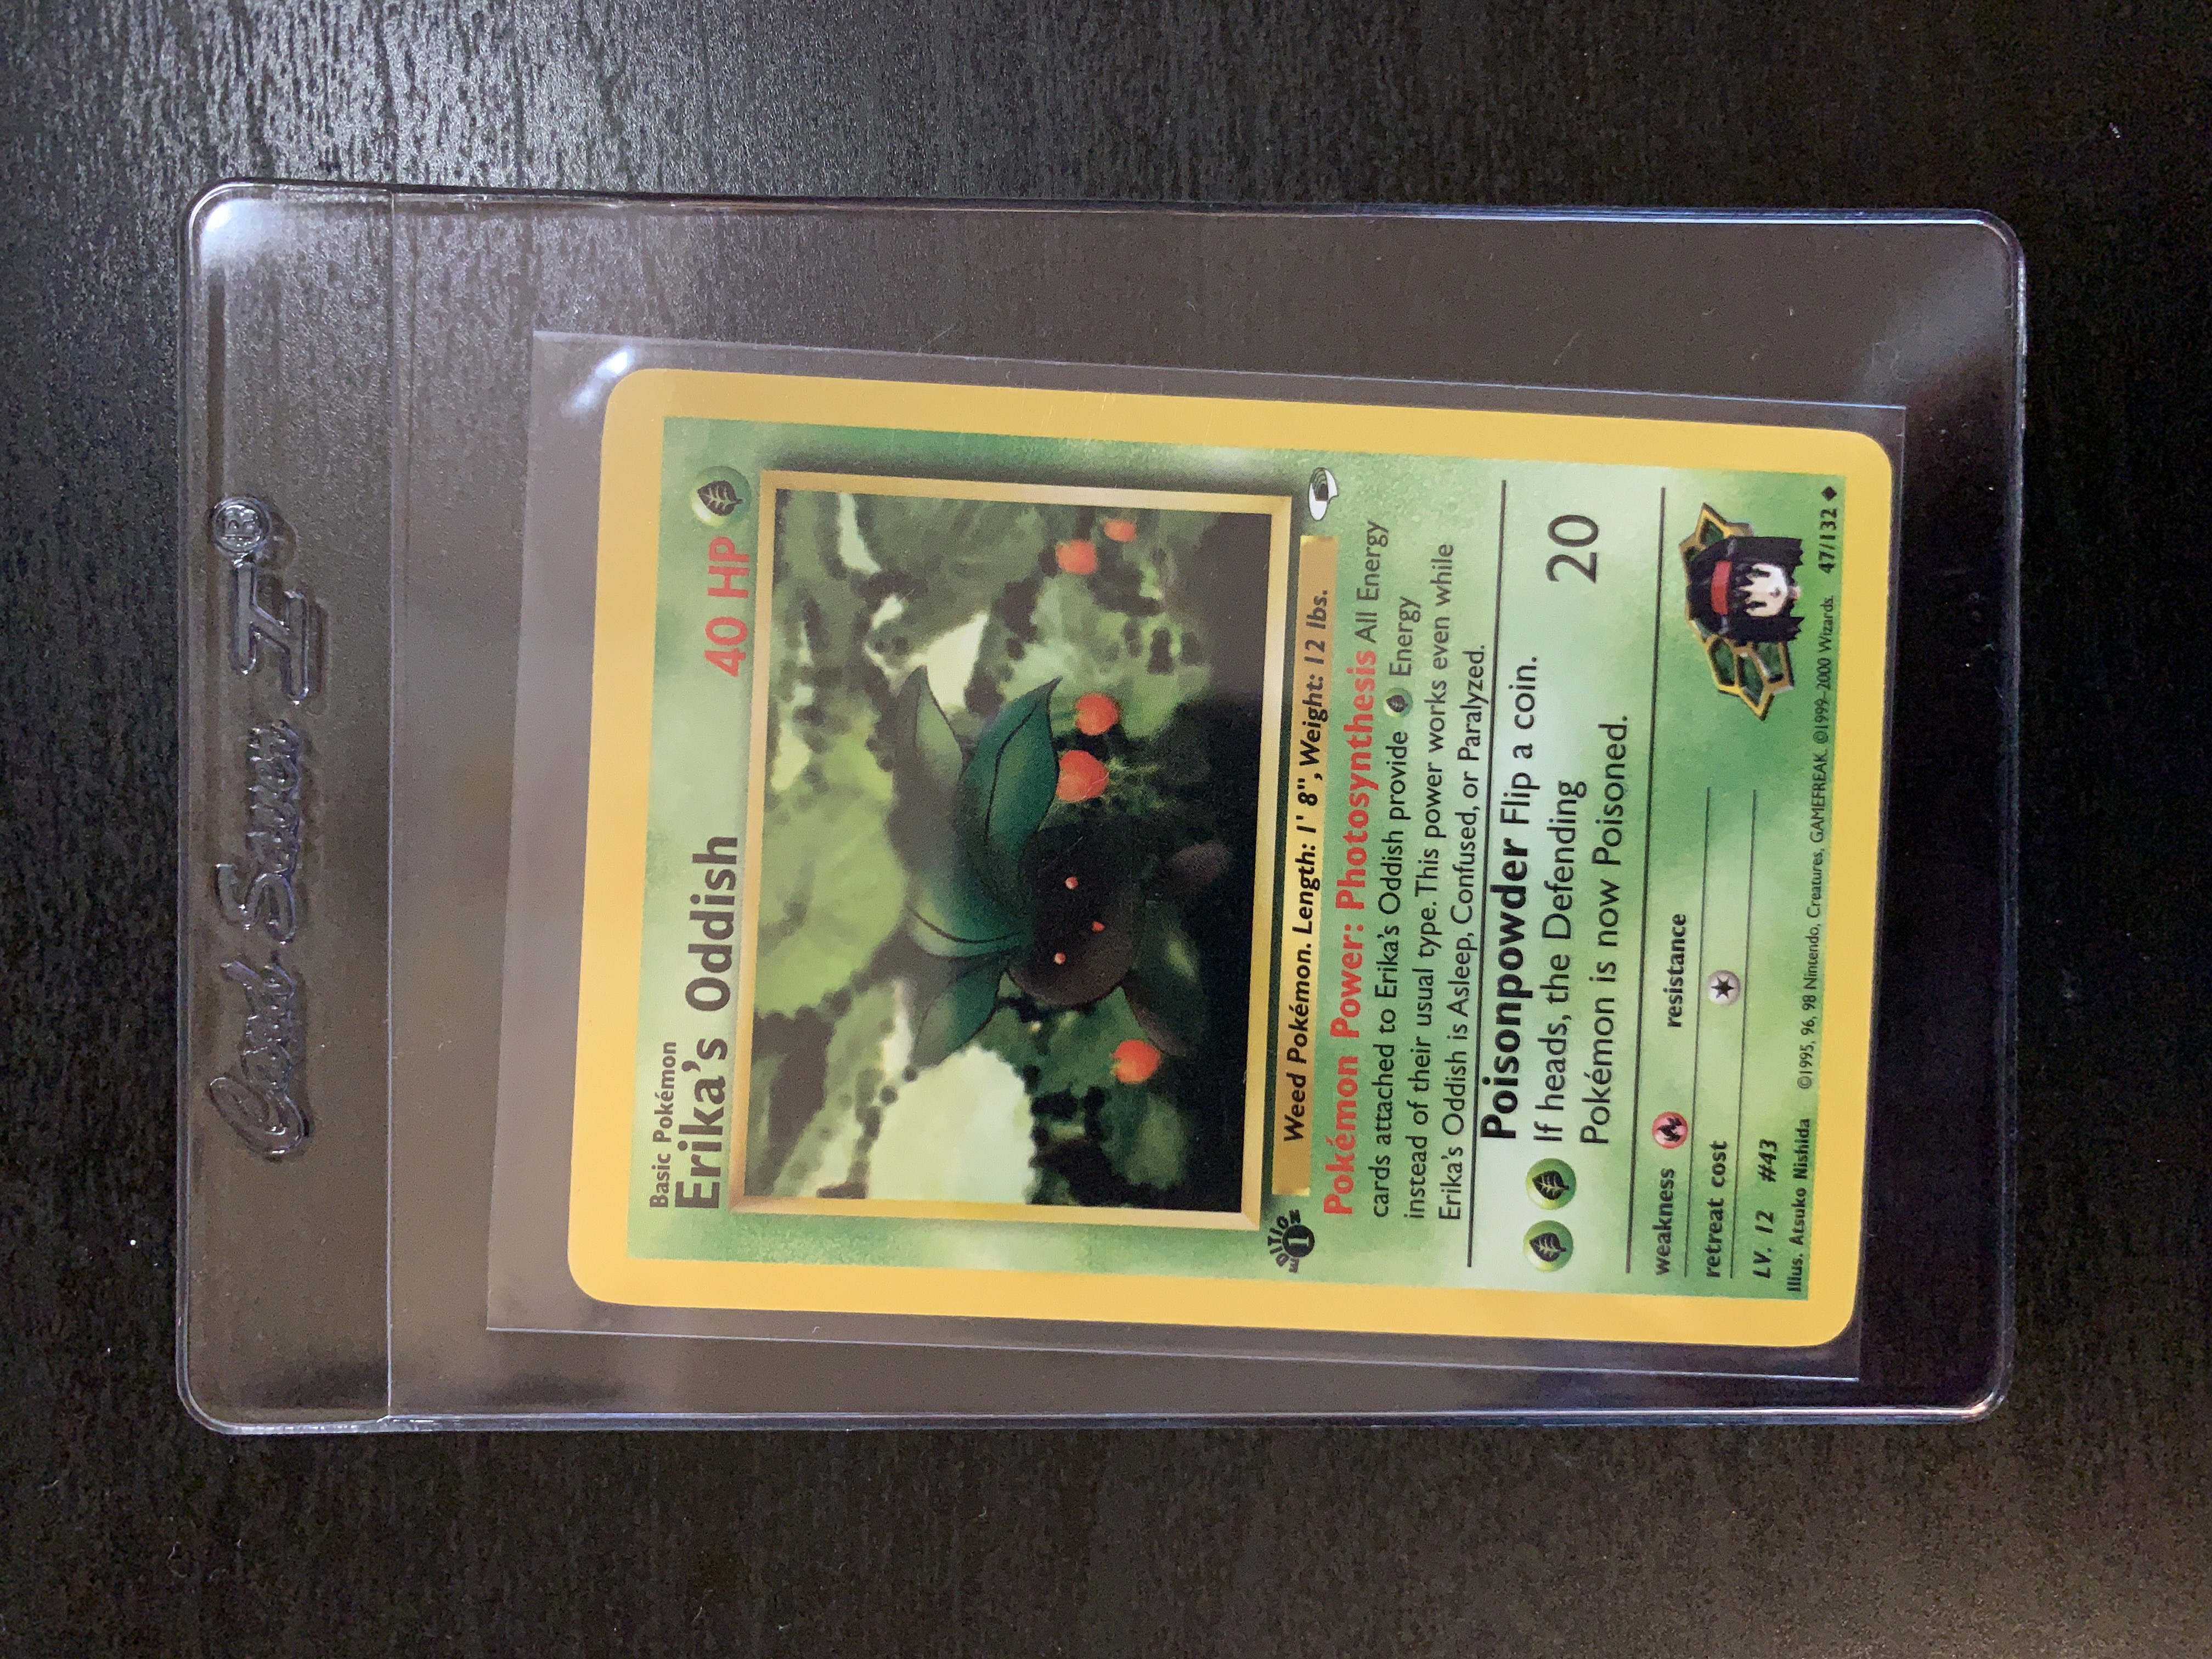 Card Saver I®
Basic Pokémon
Erika's Oddish
40 HP
EDITION
1
Weed Pokémon. Length: 1' 8", Weight: 12 lbs.
Pokémon Power: Photosynthesis All Energy
cards attached to Erika's Oddish provide Energy
instead of their usual type. This power works even while
Erika's Oddish is Asleep, Confused, or Paralyzed.
Poisonpowder Flip a coin.
If heads, the Defending
Pokémon is now Poisoned.
20
weakness
resistance
retreat cost
LV. 12 #43
Illus. Atsuko Nishida ©1995, 96, 98 Nintendo, Creatures, GAMEFREAK. ©1999–2000 Wizards. 47/132